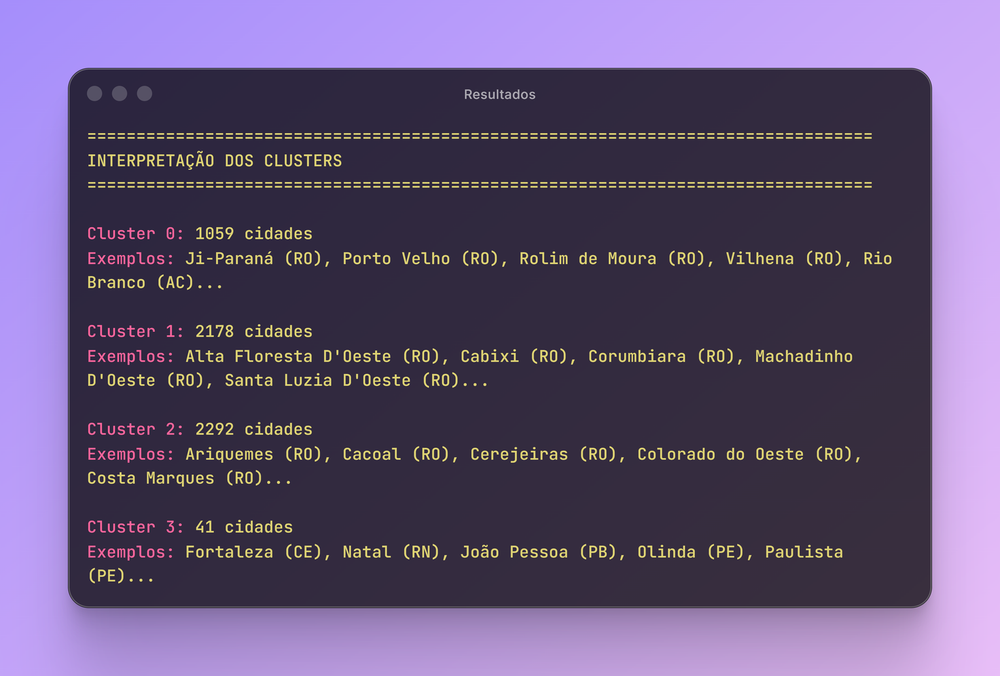 Resultados
================================================================================
INTERPRETAÇÃO DOS CLUSTERS
================================================================================
Cluster 0: 1059 cidades
Exemplos: Ji-Paraná (RO), Porto Velho (RO), Rolim de Moura (RO), Vilhena (RO), Rio
Branco (AC)...
Cluster 1: 2178 cidades
Exemplos: Alta Floresta D'Oeste (RO), Cabixi (RO), Corumbiara (RO), Machadinho
D'Oeste (RO), Santa Luzia D'Oeste (RO)...
Cluster 2: 2292 cidades
Exemplos: Ariquemes (RO), Cacoal (RO), Cerejeiras (RO), Colorado do Oeste (RO),
Costa Marques (RO)...
Cluster 3: 41 cidades
Exemplos: Fortaleza (CE), Natal (RN), João Pessoa (PB), Olinda (PE), Paulista
(PE)...